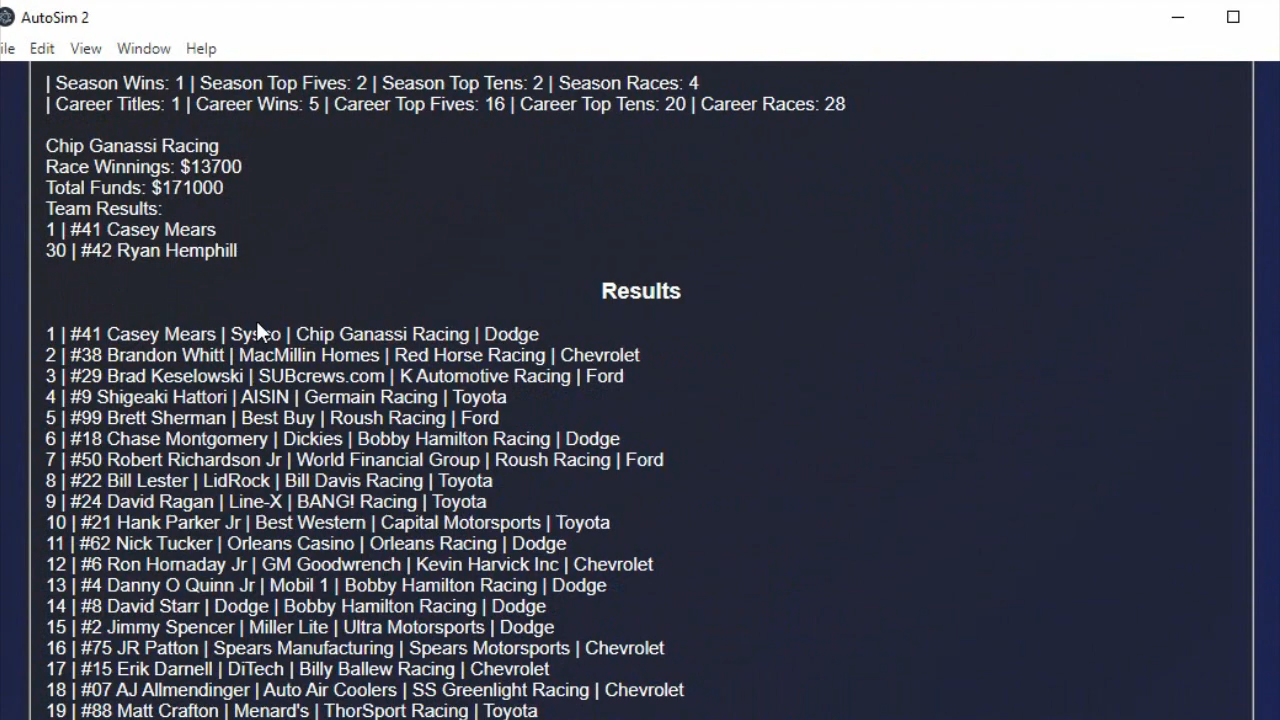 AutoSim 2
ile Edit View Window Help
| Season Wins: 1 | Season Top Fives: 2 | Season Top Tens: 2 | Season Races: 4
| Career Titles: 1 | Career Wins: 5 | Career Top Fives: 16 | Career Top Tens: 20 | Career Races: 28
Chip Ganassi Racing
Race Winnings: $13700
Total Funds: $171000
Team Results:
1 | #41 Casey Mears
30 | #42 Ryan Hemphill
Results
1 | #41 Casey Mears | Sysco | Chip Ganassi Racing | Dodge
2 | #38 Brandon Whitt | MacMillin Homes | Red Horse Racing | Chevrolet
3 | #29 Brad Keselowski | SUBcrews.com | K Automotive Racing | Ford
4 | #9 Shigeaki Hattori | AISIN | Germain Racing | Toyota
5 | #99 Brett Sherman | Best Buy | Roush Racing | Ford
6 | #18 Chase Montgomery | Dickies | Bobby Hamilton Racing | Dodge
7 | #50 Robert Richardson Jr | World Financial Group | Roush Racing | Ford
8 | #22 Bill Lester | LidRock | Bill Davis Racing | Toyota
9 | #24 David Ragan | Line-X | BANG! Racing | Toyota
10 | #21 Hank Parker Jr | Best Western | Capital Motorsports | Toyota
11 | #62 Nick Tucker | Orleans Casino | Orleans Racing | Dodge
12 | #6 Ron Hornaday Jr | GM Goodwrench | Kevin Harvick Inc | Chevrolet
13 | #4 Danny O Quinn Jr | Mobil 1 | Bobby Hamilton Racing | Dodge
14 | #8 David Starr | Dodge | Bobby Hamilton Racing | Dodge
15 | #2 Jimmy Spencer | Miller Lite | Ultra Motorsports | Dodge
16 | #75 JR Patton | Spears Manufacturing | Spears Motorsports | Chevrolet
17 | #15 Erik Darnell | DiTech | Billy Ballew Racing | Chevrolet
18 | #07 AJ Allmendinger | Auto Air Coolers | SS Greenlight Racing | Chevrolet
19 | #88 Matt Crafton | Menard's | ThorSport Racing | Toyota